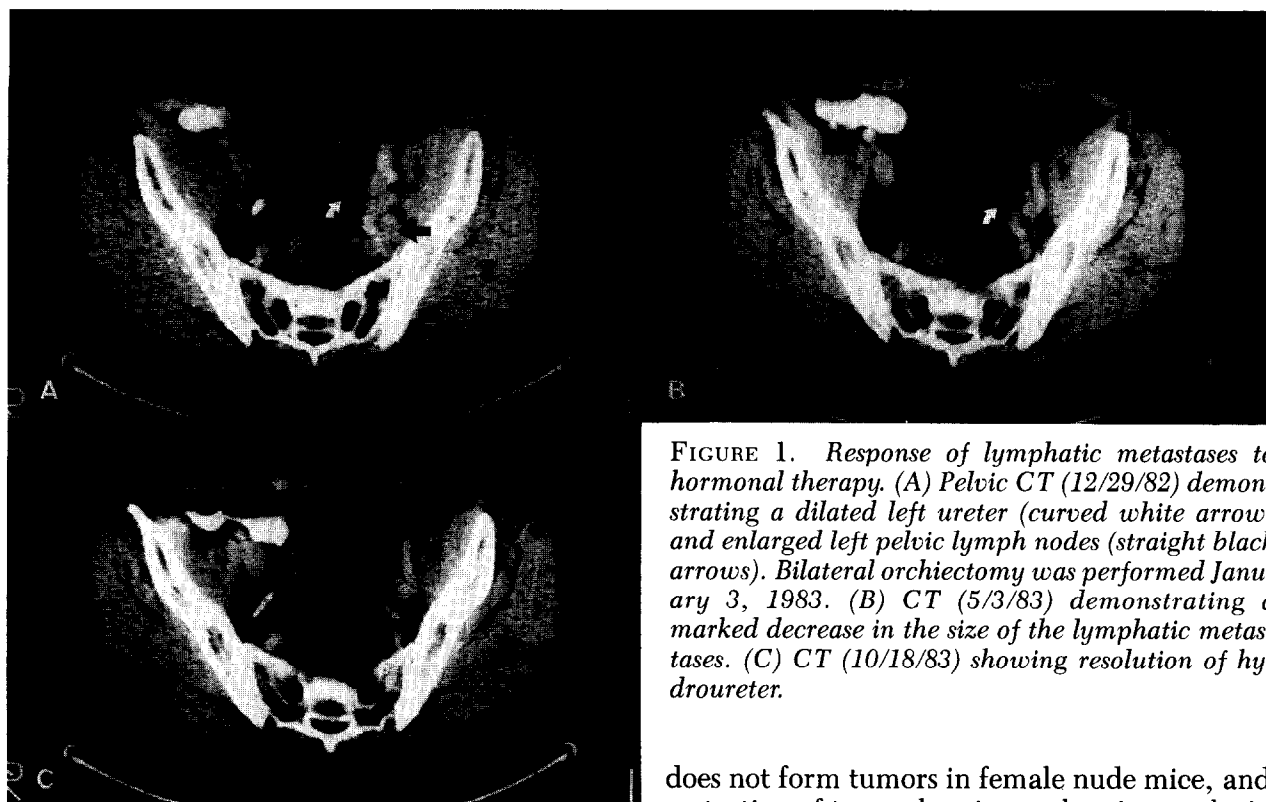 A
B
C
FIGURE 1. Response of lymphatic metastases to
hormonal therapy. (A) Pelvic CT (12/29/82) demon-
strating a dilated left ureter (curved white arrow
and enlarged left pelvic lymph nodes (straight black
arrows). Bilateral orchiectomy was performed Janu-
ary 3, 1983. (B) CT (5/3/83) demonstrating a
marked decrease in the size of the lymphatic metas-
tases. (C) CT (10/18/83) showing resolution of hy-
droureter.
does not form tumors in female nude mice, and